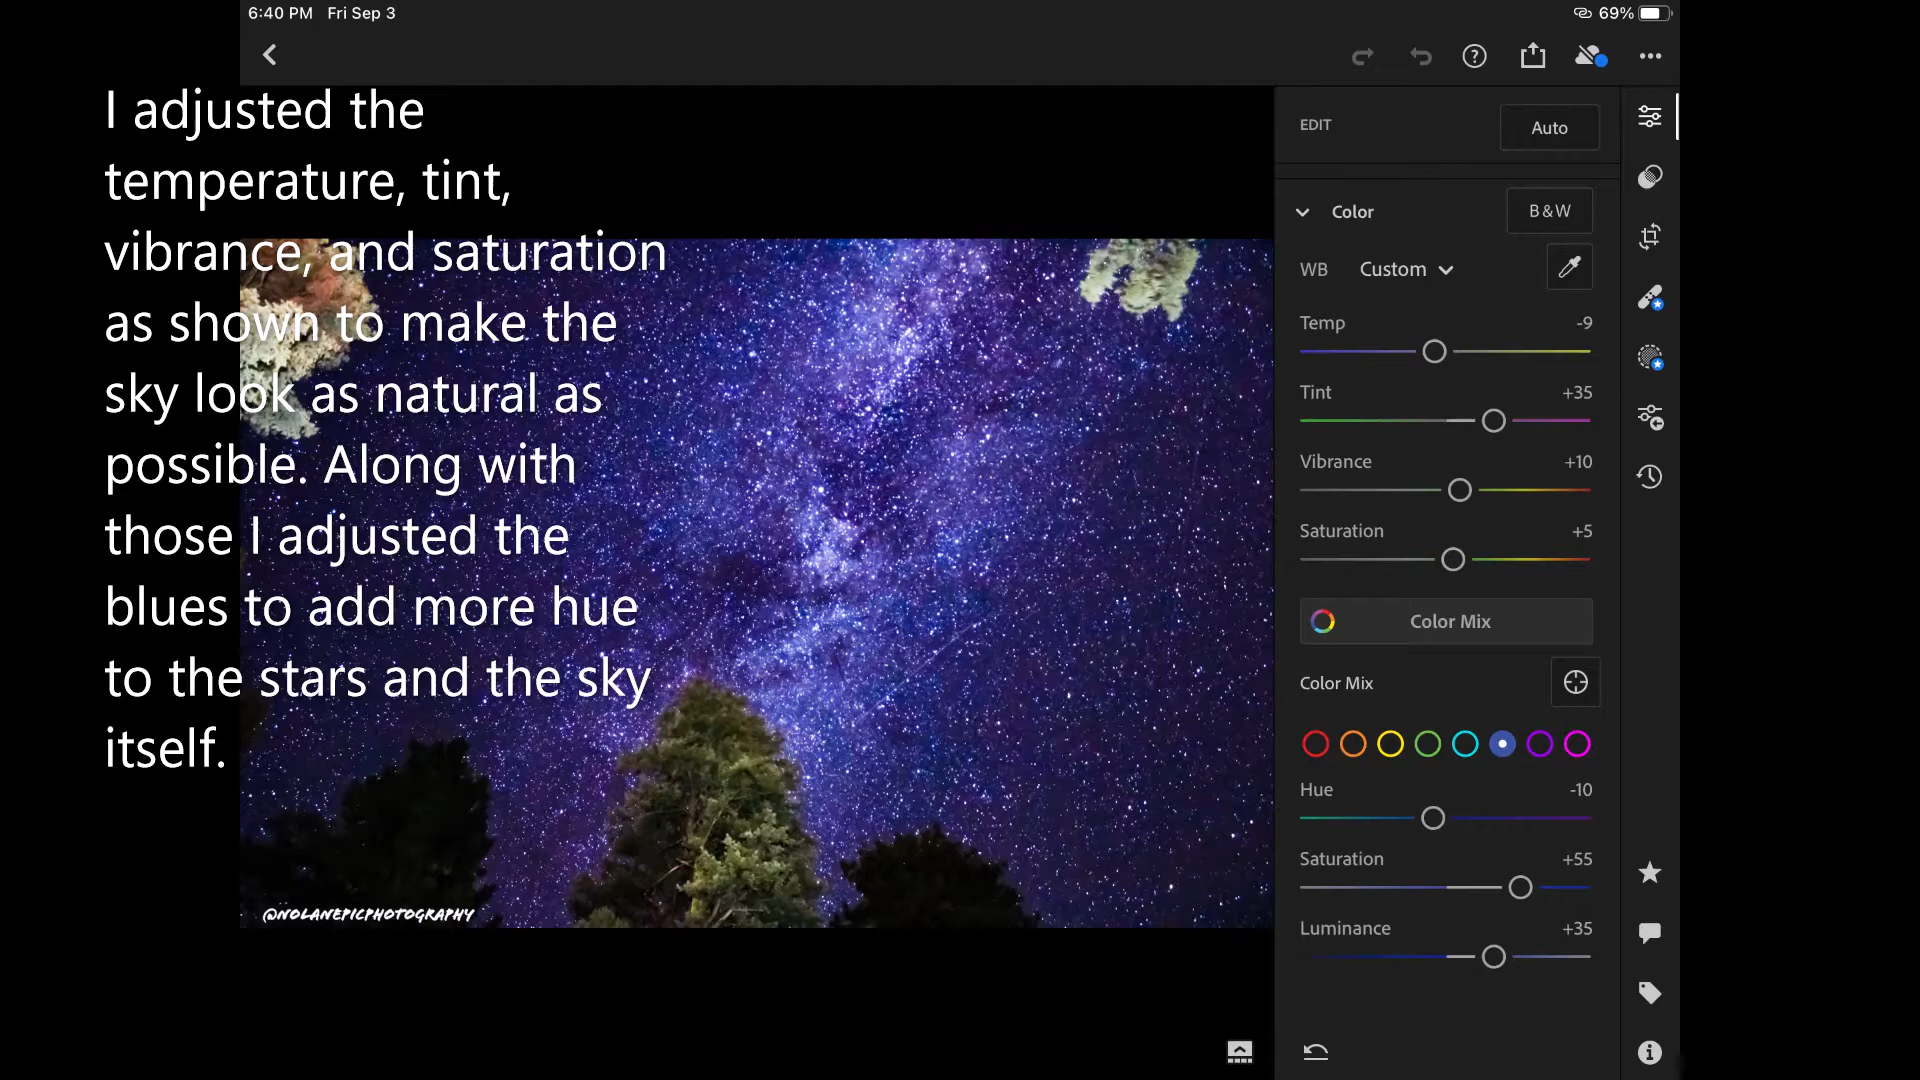 6:40 PM Fri Sep 3
69%
I adjusted the
temperature, tint,
vibrance, and saturation
as shown to make the
sky look as natural as
possible. Along with
those I adjusted the
blues to add more hue
to the stars and the sky
itself.
@NOLANEPICPHOTOGRAPHY
EDIT
Auto
Color
B&W
WB
Custom
Temp
-9
Tint
+35
Vibrance
+10
Saturation
+5
Color Mix
Color Mix
Hue
-10
Saturation
+55
Luminance
+35